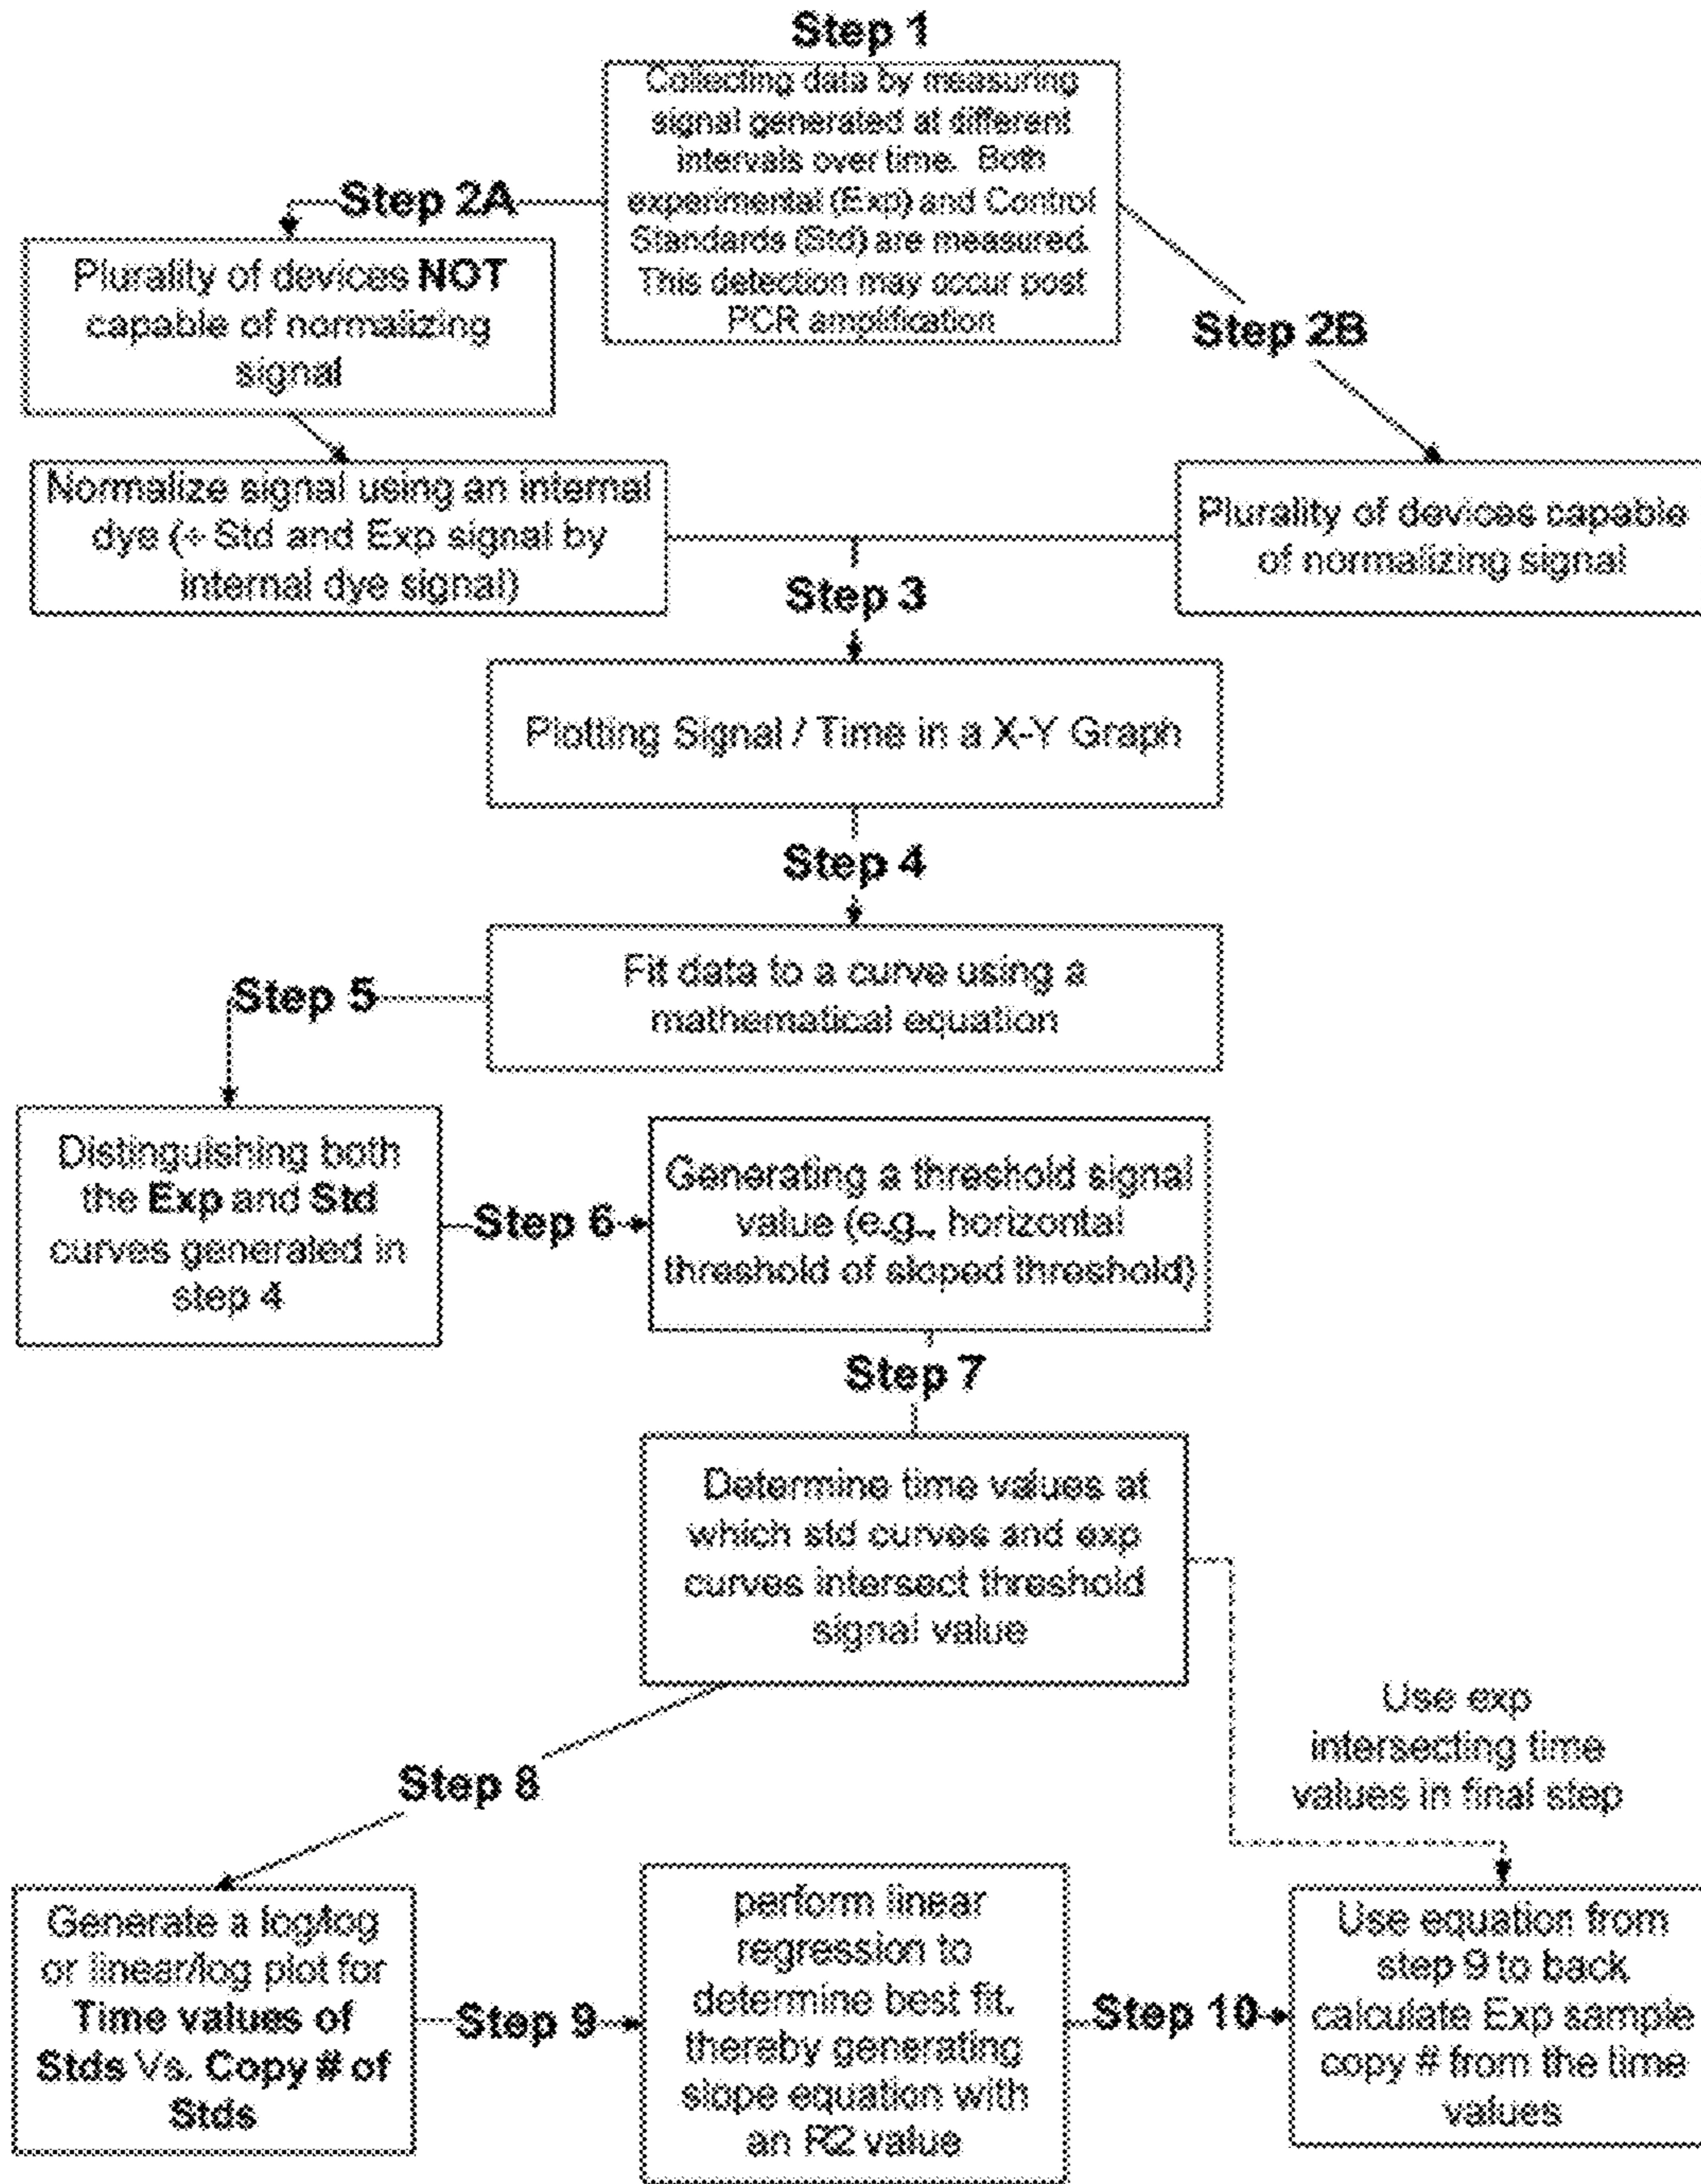 Step 1
Collecting data by measuring
signal generated at different
intervals over time. Both
experimental (Exp) and Control
Standards (Std) are measured.
This detection may occur post
PCR amplification
Step 2A
Plurality of devices NOT
capable of normalizing
signal
Step 2B
Normalize signal using an internal
dye (÷ Std and Exp signal by
internal dye signal)
Plurality of devices capable
of normalizing signal
Step 3
Plotting Signal / Time in a X-Y Graph
Step 4
Fit data to a curve using a
mathematical equation
Step 5
Distinguishing both
the Exp and Std
curves generated in
step 4
Step 6
Generating a threshold signal
value (e.g., horizontal
threshold of sloped threshold)
Step 7
Determine time values at
which std curves and exp
curves intersect threshold
signal value
Use exp
intersecting time
values in final step
Step 8
Generate a log/log
or linear/log plot for
Time values of
Stds Vs. Copy # of
Stds
Step 9
perform linear
regression to
determine best fit,
thereby generating
slope equation with
an R2 value
Step 10
Use equation from
step 9 to back
calculate Exp sample
copy # from the time
values